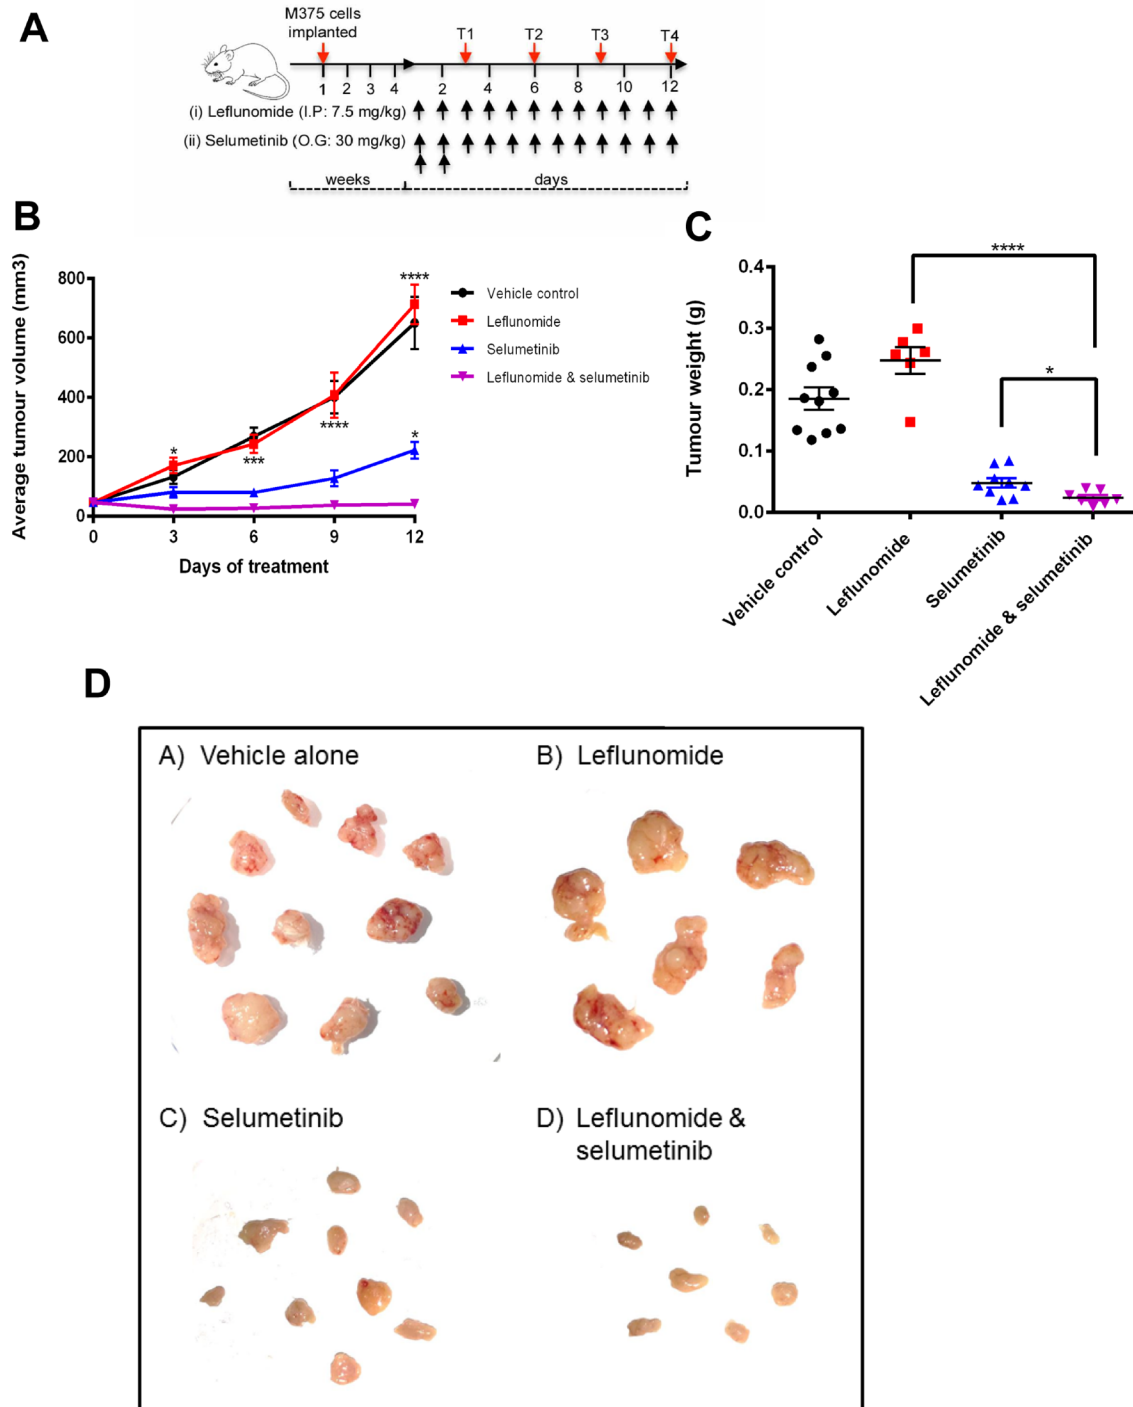 A
M375 cells
implanted
T1 T2 T3 T4
1 2 3 4 2 4 6 8 10 12
(i) Leflunomide (I.P: 7.5 mg/kg)
(ii) Selumetinib (O.G: 30 mg/kg)
weeks days
B
Average tumour volume (mm3)
800
600
400
200
0
0 3 6 9 12
Days of treatment
* *** **** **** *
Vehicle control
Leflunomide
Selumetinib
Leflunomide & selumetinib
C
Tumour weight (g)
0.4
0.3
0.2
0.1
0.0
****
*
Vehicle control
Leflunomide
Selumetinib
Leflunomide & selumetinib
D
A) Vehicle alone
B) Leflunomide
C) Selumetinib
D) Leflunomide &
selumetinib